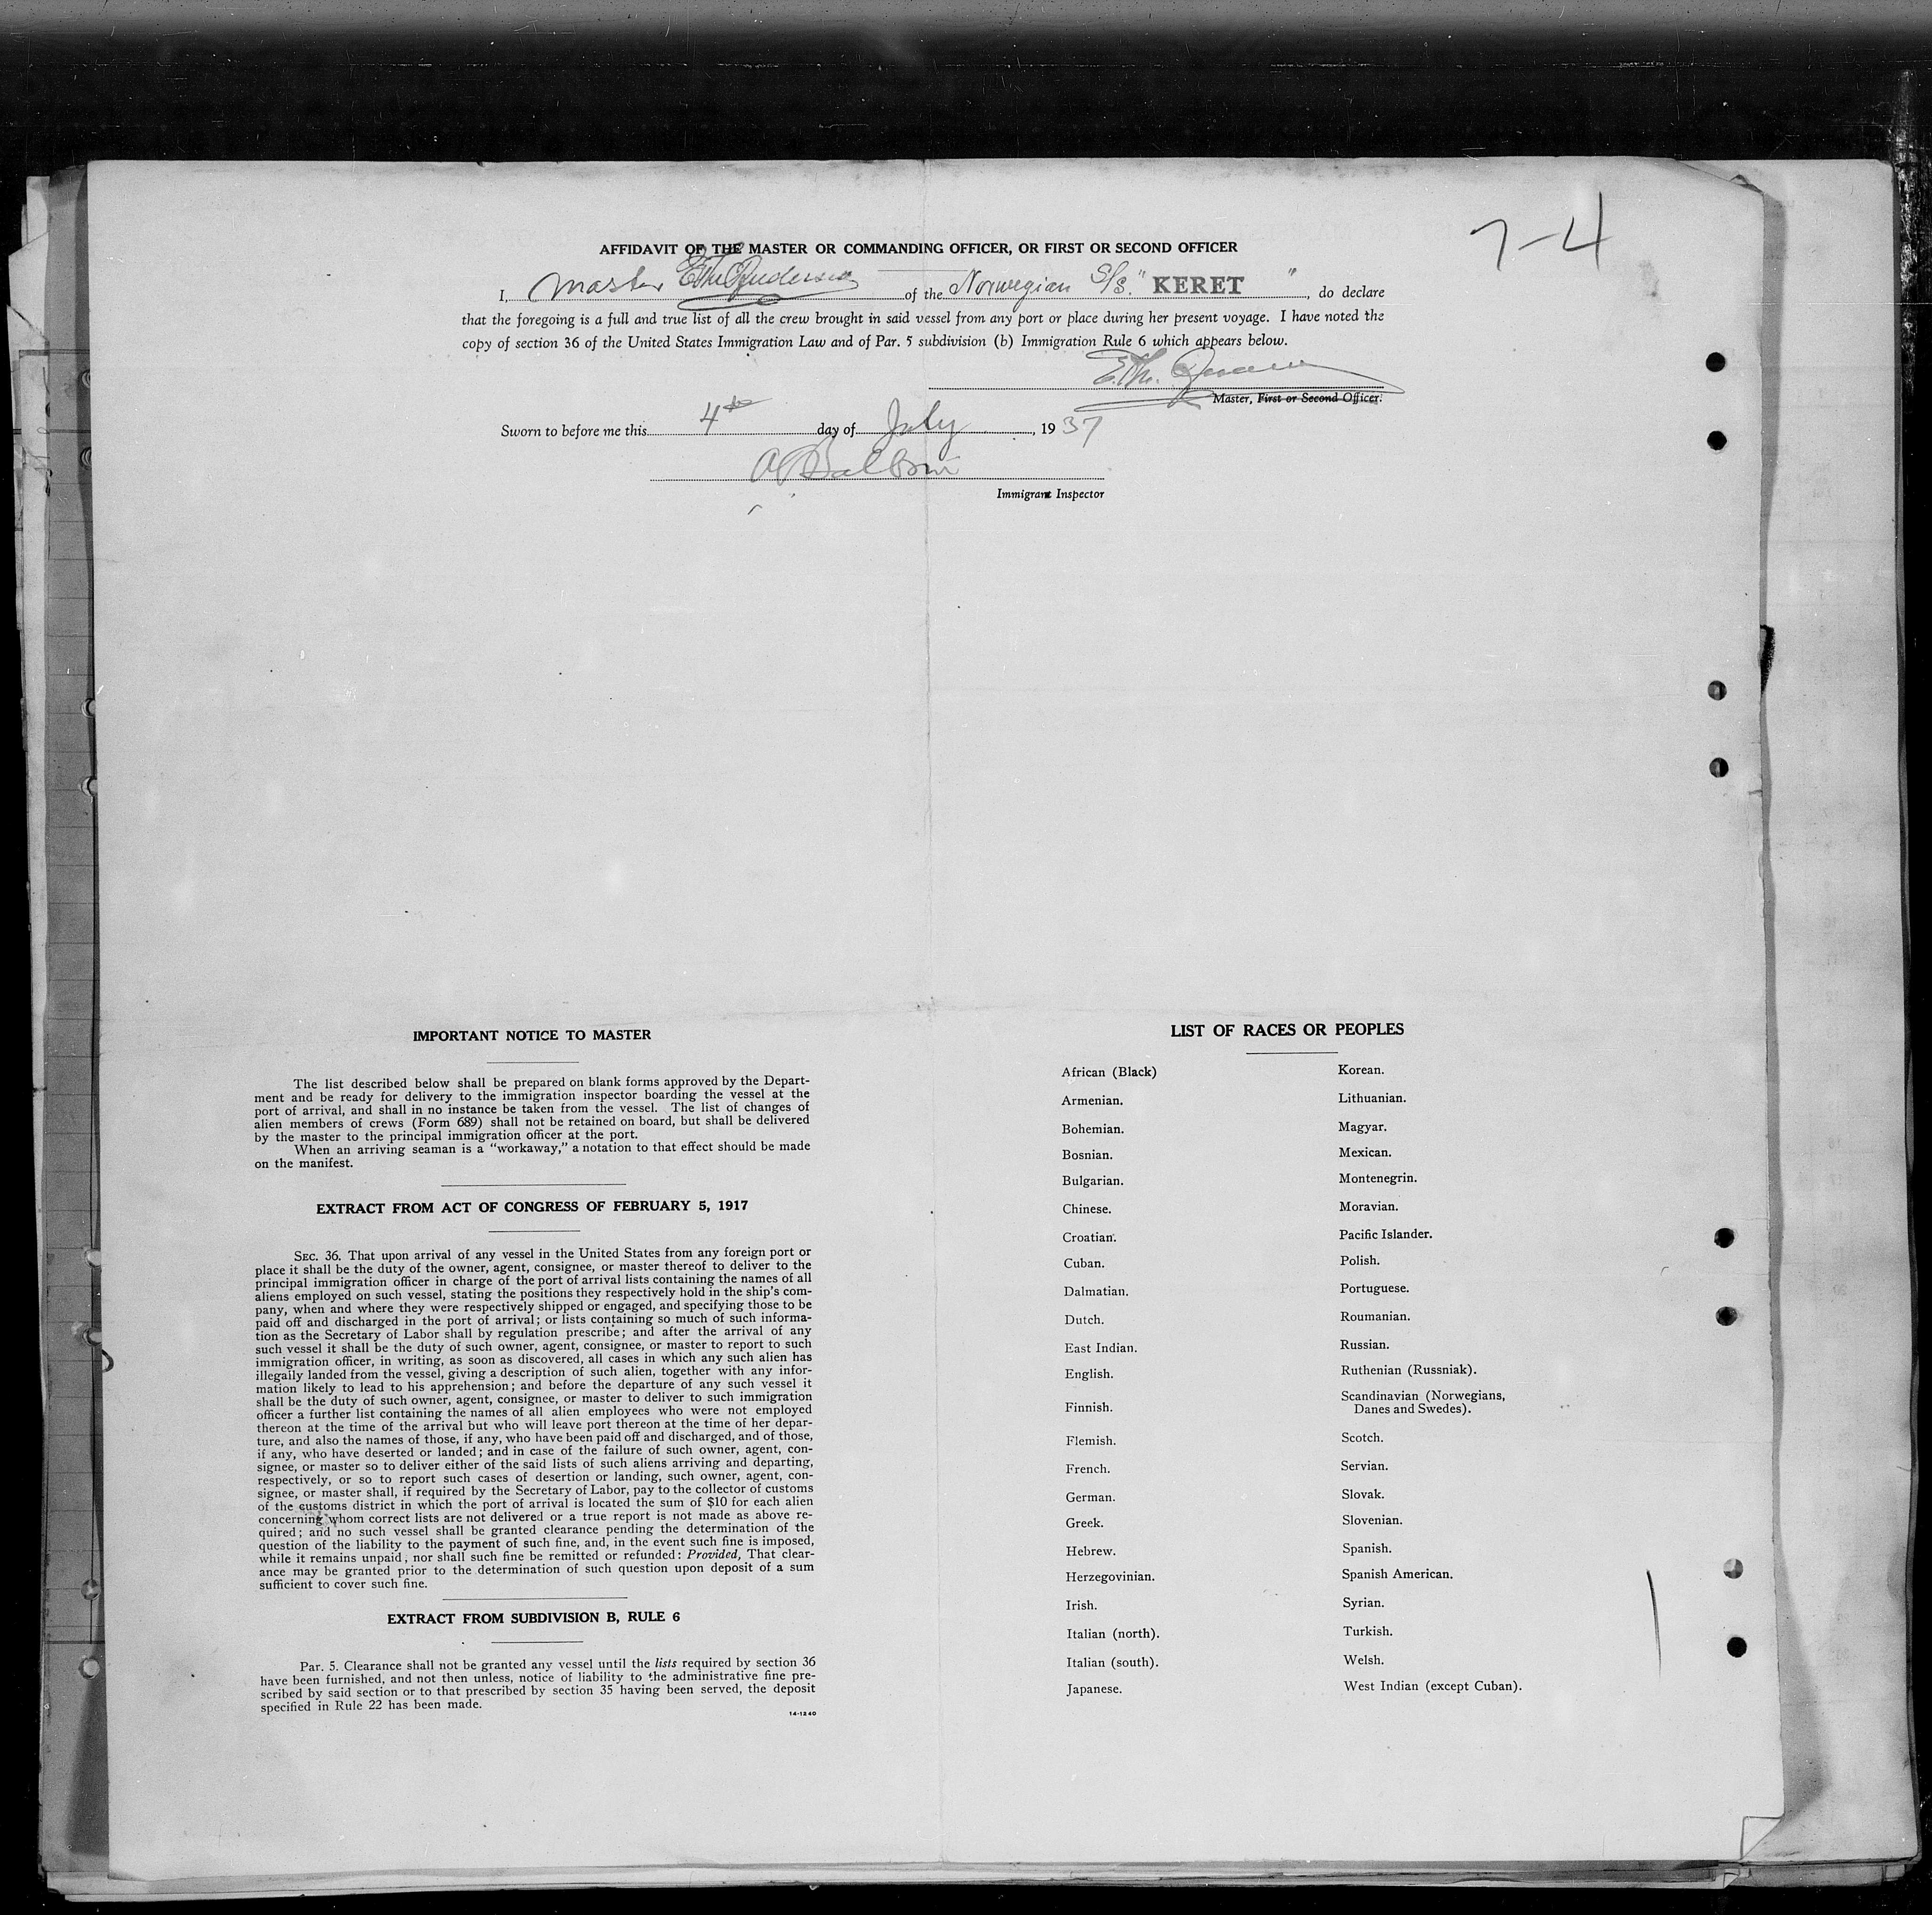 7-4
AFFIDAVIT OF THE MASTER OR COMMANDING OFFICER, OR FIRST OR SECOND OFFICER
I, Master E. Th. Andersen of the Norwegian S/S. "KERET", do declare
that the foregoing is a full and true list of all the crew brought in said vessel from any port or place during her present voyage. I have noted the
copy of section 36 of the United States Immigration Law and of Par. 5 subdivision (b) Immigration Rule 6 which appears below.
E. Th.
Master, First or Second Officer.
Sworn to before me this 4th day of July, 1937
Immigrant Inspector
IMPORTANT NOTICE TO MASTER
The list described below shall be prepared on blank forms approved by the Depart-
ment and be ready for delivery to the immigration inspector boarding the vessel at the
port of arrival, and shall in no instance be taken from the vessel. The list of changes of
alien members of crews (Form 689) shall not be retained on board, but shall be delivered
by the master to the principal immigration officer at the port.
When an arriving seaman is a "workaway," a notation to that effect should be made
on the manifest.
EXTRACT FROM ACT OF CONGRESS OF FEBRUARY 5, 1917
SEC. 36. That upon arrival of any vessel in the United States from any foreign port or
place it shall be the duty of the owner, agent, consignee, or master thereof to deliver to the
principal immigration officer in charge of the port of arrival lists containing the names of all
aliens employed on such vessel, stating the positions they respectively hold in the ship's com-
pany, when and where they were respectively shipped or engaged, and specifying those to be
paid off and discharged in the port of arrival; or lists containing so much of such informa-
tion as the Secretary of Labor shall by regulation prescribe; and after the arrival of any
such vessel it shall be the duty of such owner, agent, consignee, or master to report to such
immigration officer, in writing, as soon as discovered, all cases in which any such alien has
illegally landed from the vessel, giving a description of such alien, together with any infor-
mation likely to lead to his apprehension; and before the departure of any such vessel it
shall be the duty of such owner, agent, consignee, or master to deliver to such immigration
officer a further list containing the names of all alien employees who were not employed
thereon at the time of the arrival but who will leave port thereon at the time of her depar-
ture, and also the names of those, if any, who have been paid off and discharged, and of those,
if any, who have deserted or landed; and in case of the failure of such owner, agent, con-
signee, or master so to deliver either of the said lists of such aliens arriving and departing,
respectively, or so to report such cases of desertion or landing, such owner, agent, con-
signee, or master shall, if required by the Secretary of Labor, pay to the collector of customs
of the customs district in which the port of arrival is located the sum of $10 for each alien
concerning whom correct lists are not delivered or a true report is not made as above re-
quired; and no such vessel shall be granted clearance pending the determination of the
question of the liability to the payment of such fine, and, in the event such fine is imposed,
while it remains unpaid, nor shall such fine be remitted or refunded: Provided, That clear-
ance may be granted prior to the determination of such question upon deposit of a sum
sufficient to cover such fine.
EXTRACT FROM SUBDIVISION B, RULE 6
Par. 5. Clearance shall not be granted any vessel until the lists required by section 36
have been furnished, and not then unless, notice of liability to the administrative fine pre-
scribed by said section or to that prescribed by section 35 having been served, the deposit
specified in Rule 22 has been made.
14-1240
LIST OF RACES OR PEOPLES
African (Black)
Armenian.
Bohemian.
Bosnian.
Bulgarian.
Chinese.
Croatian.
Cuban.
Dalmatian.
Dutch.
East Indian.
English.
Finnish.
Flemish.
French.
German.
Greek.
Hebrew.
Herzegovinian.
Irish.
Italian (north).
Italian (south).
Japanese.
Korean.
Lithuanian.
Magyar.
Mexican.
Montenegrin.
Moravian.
Pacific Islander.
Polish.
Portuguese.
Roumanian.
Russian.
Ruthenian (Russniak).
Scandinavian (Norwegians,
Danes and Swedes).
Scotch.
Servian.
Slovak.
Slovenian.
Spanish.
Spanish American.
Syrian.
Turkish.
Welsh.
West Indian (except Cuban).